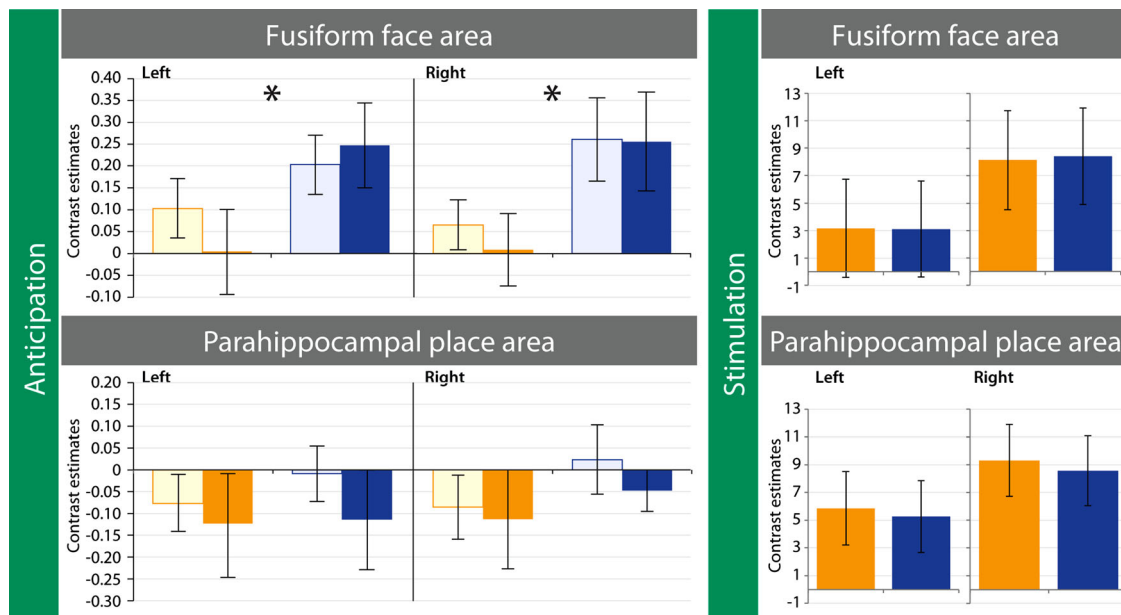 Anticipation
Fusiform face area
Left
Right
Contrast estimates
0.40
0.35
0.30
0.25
0.20
0.15
0.10
0.05
0
-0.05
-0.10
*
*
Parahippocampal place area
Left
Right
Contrast estimates
0.20
0.15
0.10
0.05
0
-0.05
-0.10
-0.15
-0.20
-0.25
-0.30
Stimulation
Fusiform face area
Left
Contrast estimates
13
11
9
7
5
3
1
-1
Parahippocampal place area
Left
Right
Contrast estimates
13
11
9
7
5
3
1
-1